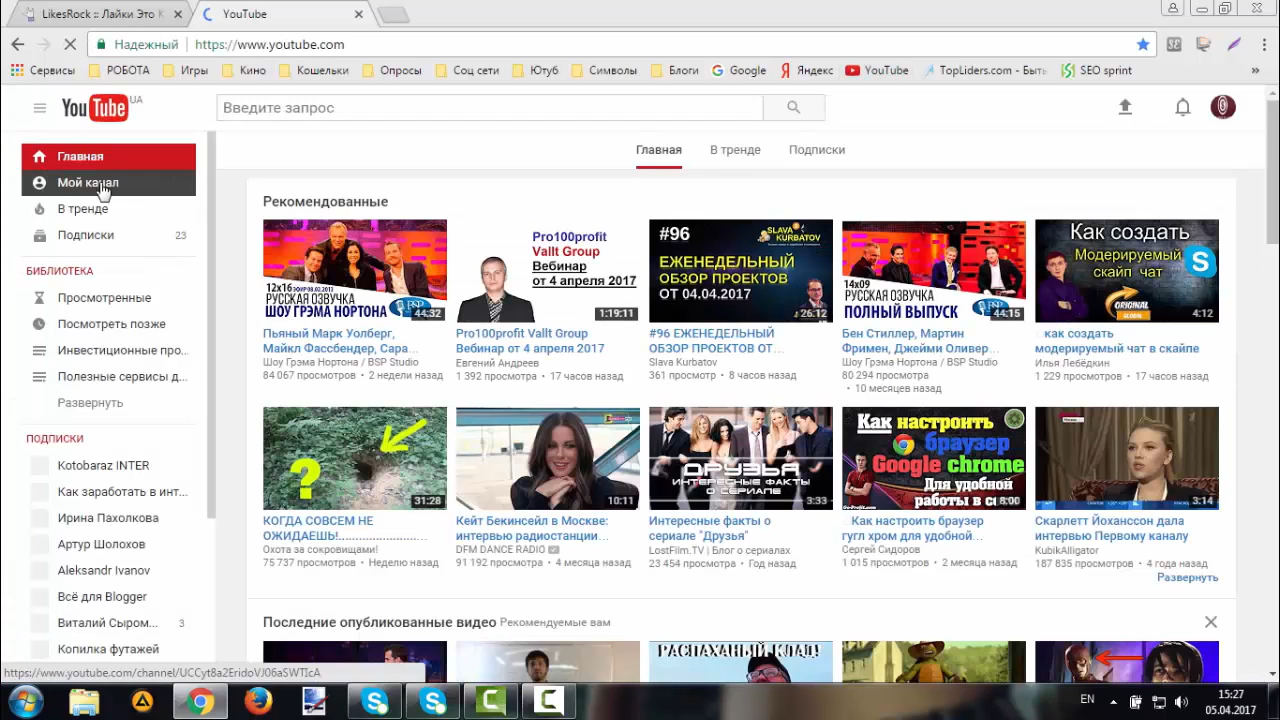 LikesRock :: Лайки Это К
YouTube
Надежный
https://www.youtube.com
Сервисы
РОБОТА
Игры
Кино
Кошельки
Опросы
Соц сети
Ютуб
Символы
Блоги
Google
Яндекс
YouTube
TopLiders.com — Быть
SEO sprint
»
YouTube UA
Введите запрос
Главная
В тренде
Подписки
Главная
Мой канал
В тренде
Подписки 23
БИБЛИОТЕКА
Просмотренные
Посмотреть позже
Инвестиционные про...
Полезные сервисы д...
Развернуть
ПОДПИСКИ
Kotobaraz INTER
Как заработать в инт...
Ирина Пахолкова
Артур Шолохов
Aleksandr Ivanov
Всё для Blogger
Виталий Сыром... 3
Копилка футажей
Рекомендованные
12x16
РУССКАЯ ОЗВУЧКА
ШОУ ГРЭМА НОРТОНА
44:32
Пьяный Марк Уолберг,
Майкл Фассбендер, Сара...
Шоу Грэма Нортона / BSP Studio
84 067 просмотров • 2 недели назад
Pro100profit
Vallt Group
Вебинар
от 4 апреля 2017
1:19:11
Pro100profit Vallt Group
Вебинар от 4 апреля 2017
Евгений Андреев
1 392 просмотра • 17 часов назад
#96
SLAVA
KURBATOV
ЕЖЕНЕДЕЛЬНЫЙ
ОБЗОР ПРОЕКТОВ
ОТ 04.04.2017
26:12
#96 ЕЖЕНЕДЕЛЬНЫЙ
ОБЗОР ПРОЕКТОВ ОТ...
Slava Kurbatov
361 просмотр • 8 часов назад
14x09
РУССКАЯ ОЗВУЧКА
ПОЛНЫЙ ВЫПУСК
44:15
Бен Стиллер, Мартин
Фримен, Джейми Оливер...
Шоу Грэма Нортона / BSP Studio
80 294 просмотра
• 10 месяцев назад
Как создать
Модерируемый
скайп чат
ORIGINAL
GLOBAL
4:12
как создать
модерируемый чат в скайпе
Илья Лебёдкин
1 229 просмотров • 17 часов назад
?
31:28
КОГДА СОВСЕМ НЕ
ОЖИДАЕШЬ!......................
Охота за сокровищами!
75 737 просмотров • Неделю назад
10:11
Кейт Бекинсейл в Москве:
интервью радиостанции...
DFM DANCE RADIO
91 192 просмотра • 4 месяца назад
ДРУЗЬЯ
ИНТЕРЕСНЫЕ ФАКТЫ
О СЕРИАЛЕ
3:33
Интересные факты о
сериале "Друзья"
LostFilm.TV | Блог о сериалах
23 454 просмотра • Год назад
Как настроить
браузер
Google chrome
Для удобной
работы в с
8:00
Как настроить браузер
гугл хром для удобной...
Сергей Сидоров
1 015 просмотров • 2 месяца назад
Москва
3:14
Скарлетт Йоханссон дала
интервью Первому каналу
KubikAlligator
187 835 просмотров • 4 года назад
Развернуть
Последние опубликованные видео Рекомендуемые вам
РАСПАХАНЫЙ КЛАД!
https://www.youtube.com/channel/UCCyt8a2EridoVJ06aSWTIcA
EN
15:27
05.04.2017